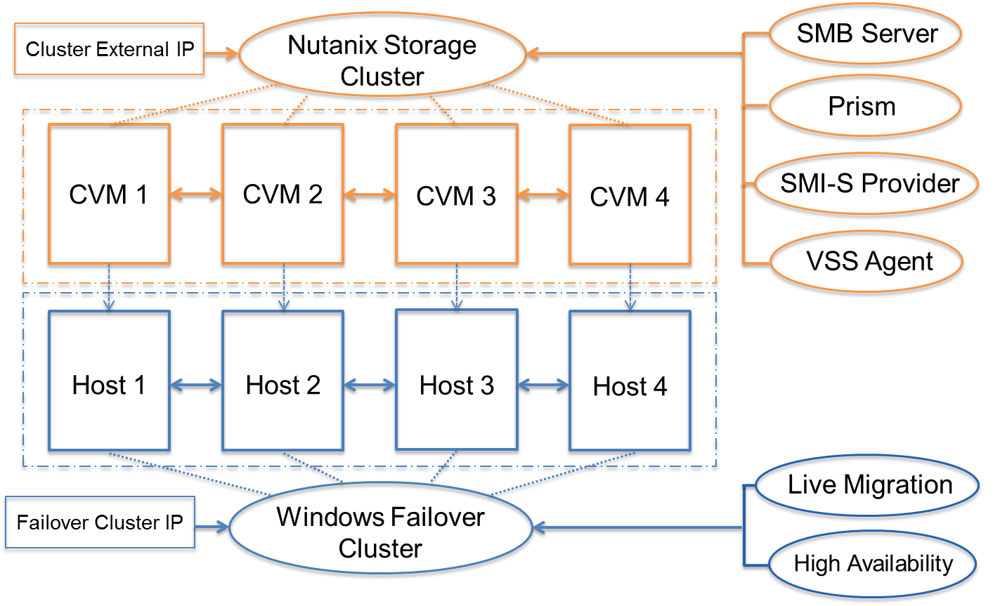 Cluster External IP
Nutanix Storage
Cluster
SMB Server
Prism
SMI-S Provider
VSS Agent
CVM 1
CVM 2
CVM 3
CVM 4
Host 1
Host 2
Host 3
Host 4
Failover Cluster IP
Windows Failover
Cluster
Live Migration
High Availability